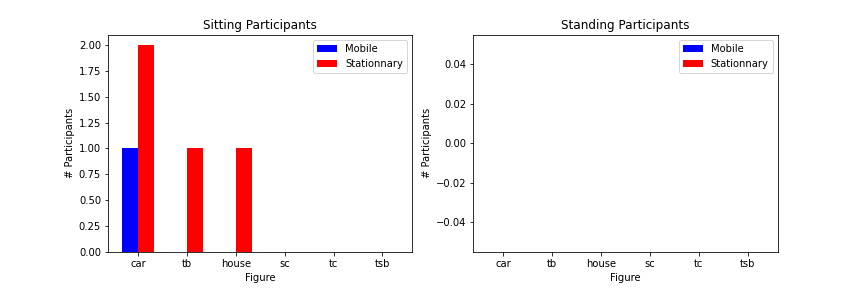 Sitting Participants
Mobile
Stationnary
2.00
1.75
1.50
1.25
1.00
0.75
0.50
0.25
0.00
# Participants
car tb house sc tc tsb
Figure
Standing Participants
Mobile
Stationnary
0.04
0.02
0.00
−0.02
−0.04
# Participants
car tb house sc tc tsb
Figure